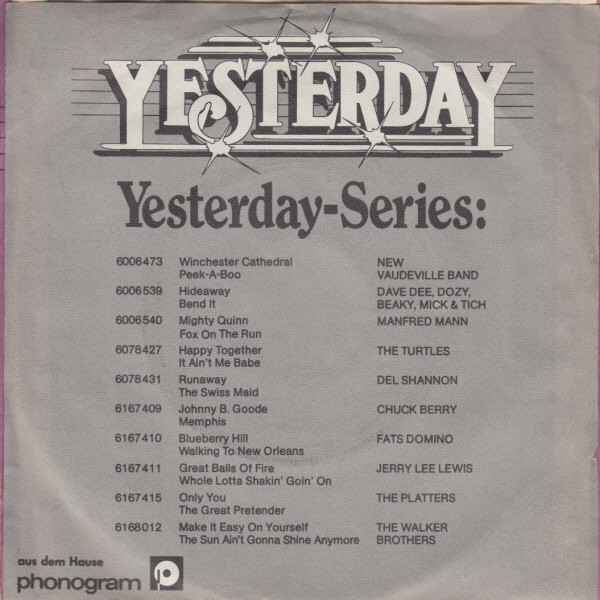 YESTERDAY
Yesterday-Series:
6006473 Winchester Cathedral NEW
Peek-A-Boo VAUDEVILLE BAND
6006539 Hideaway DAVE DEE, DOZY,
Bend It BEAKY, MICK & TICH
6006540 Mighty Quinn MANFRED MANN
Fox On The Run
6078427 Happy Together THE TURTLES
It Ain't Me Babe
6078431 Runaway DEL SHANNON
The Swiss Maid
6167409 Johnny B. Goode CHUCK BERRY
Memphis
6167410 Blueberry Hill FATS DOMINO
Walking To New Orleans
6167411 Great Balls Of Fire JERRY LEE LEWIS
Whole Lotta Shakin' Goin' On
6167415 Only You THE PLATTERS
The Great Pretender
6168012 Make It Easy On Yourself THE WALKER
The Sun Ain't Gonna Shine Anymore BROTHERS
aus dem Hause
phonogram p